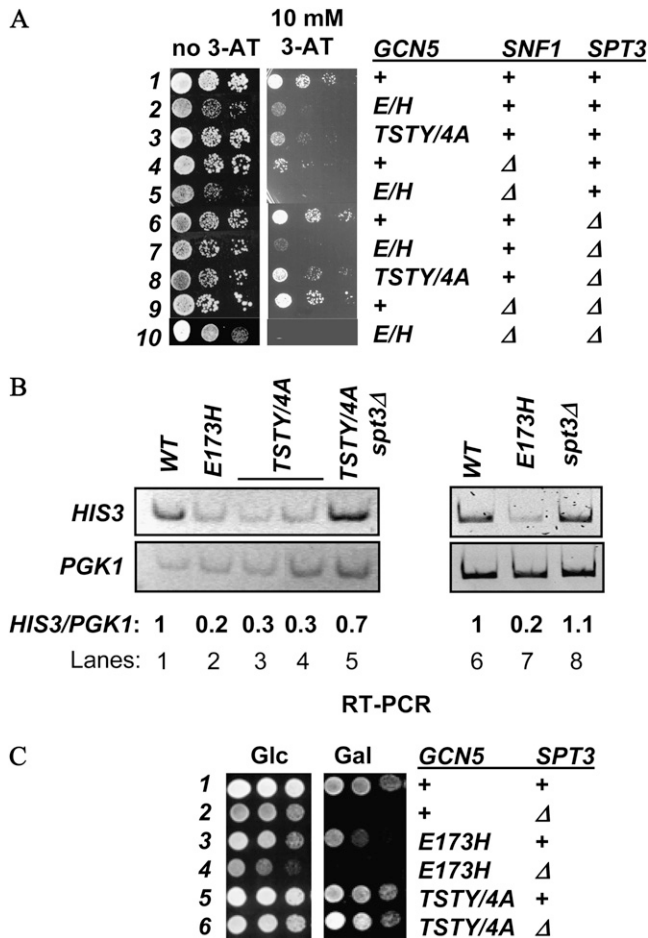 A
no 3-AT 10 mM 3-AT GCN5 SNF1 SPT3
1 + + +
2 E/H + +
3 TSTY/4A + +
4 + Δ +
5 E/H Δ +
6 + + Δ
7 E/H + Δ
8 TSTY/4A + Δ
9 + Δ Δ
10 E/H Δ Δ
B
WT E173H TSTY/4A TSTY/4A spt3Δ WT E173H spt3Δ
HIS3
PGK1
HIS3/PGK1: 1 0.2 0.3 0.3 0.7 1 0.2 1.1
Lanes: 1 2 3 4 5 6 7 8
RT-PCR
C
Glc Gal GCN5 SPT3
1 + +
2 + Δ
3 E173H +
4 E173H Δ
5 TSTY/4A +
6 TSTY/4A Δ